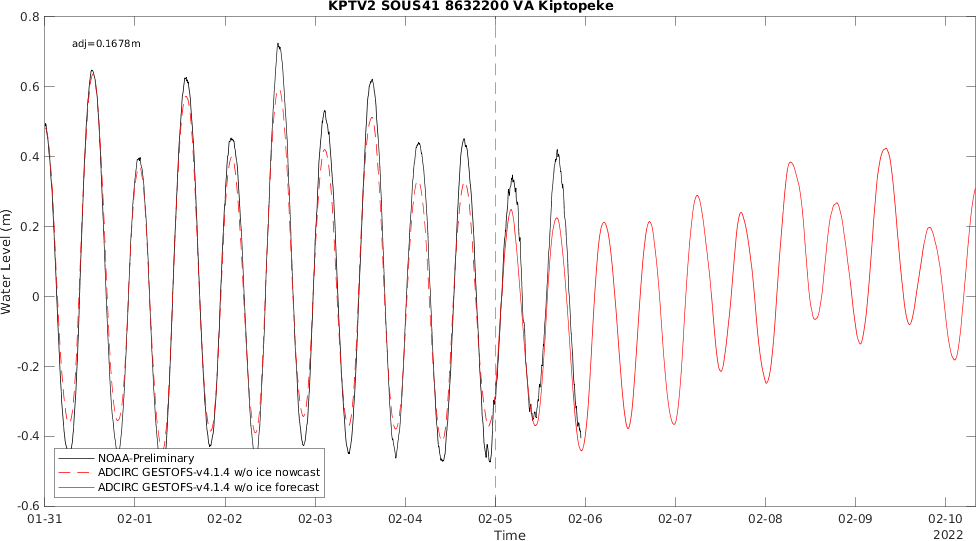 KPTV2 SOUS41 8632200 VA Kiptopeke
adj=0.1678m
0.8
0.6
0.4
0.2
0
-0.2
-0.4
-0.6
Water Level (m)
NOAA-Preliminary
ADCIRC GESTOFS-v4.1.4 w/o ice nowcast
ADCIRC GESTOFS-v4.1.4 w/o ice forecast
01-31 02-01 02-02 02-03 02-04 02-05 02-06 02-07 02-08 02-09 02-10
2022
Time